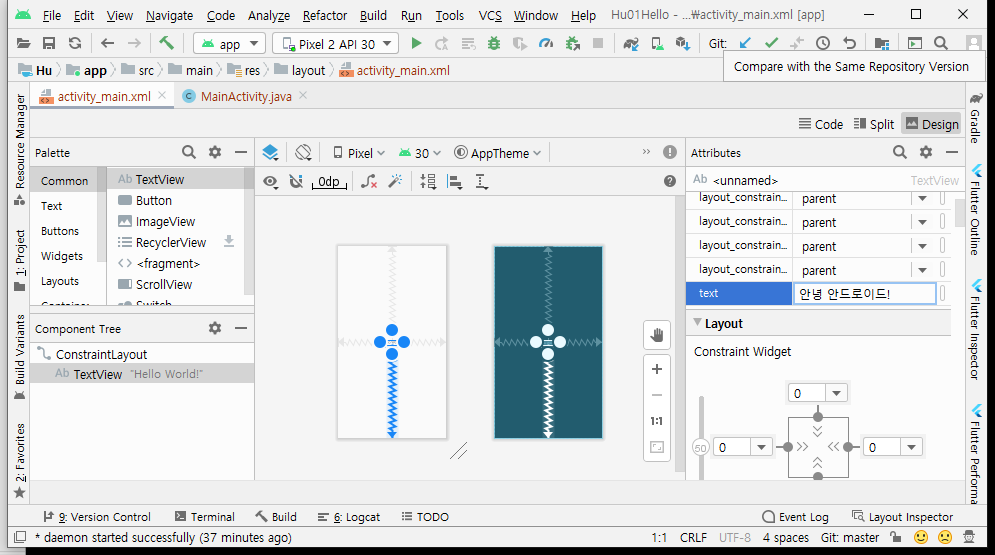 File Edit View Navigate Code Analyze Refactor Build Run Tools VCS Window Help Hu01Hello - ...₩activity_main.xml [app]
app Pixel 2 API 30 Git:
Compare with the Same Repository Version
Hu app src main res layout activity_main.xml
activity_main.xml MainActivity.java
Code Split Design
Palette Pixel 30 AppTheme Attributes
Common Ab TextView 0dp Ab <unnamed> TextView
Text Button layout_constrain... parent
Buttons ImageView layout_constrain... parent
Widgets RecyclerView layout_constrain... parent
Layouts <fragment> layout_constrain... parent
ScrollView
Containe Switch
text 안녕 안드로이드!
Component Tree Layout
ConstraintLayout Constraint Widget
Ab TextView "Hello World!"
1:1
0
50 0 0
Resource Manager
1: Project
Build Variants
2: Favorites
Gradle
Flutter Outline
Flutter Inspector
Flutter Performa
9: Version Control Terminal Build 6: Logcat TODO Event Log Layout Inspector
* daemon started successfully (37 minutes ago) 1:1 CRLF UTF-8 4 spaces Git: master